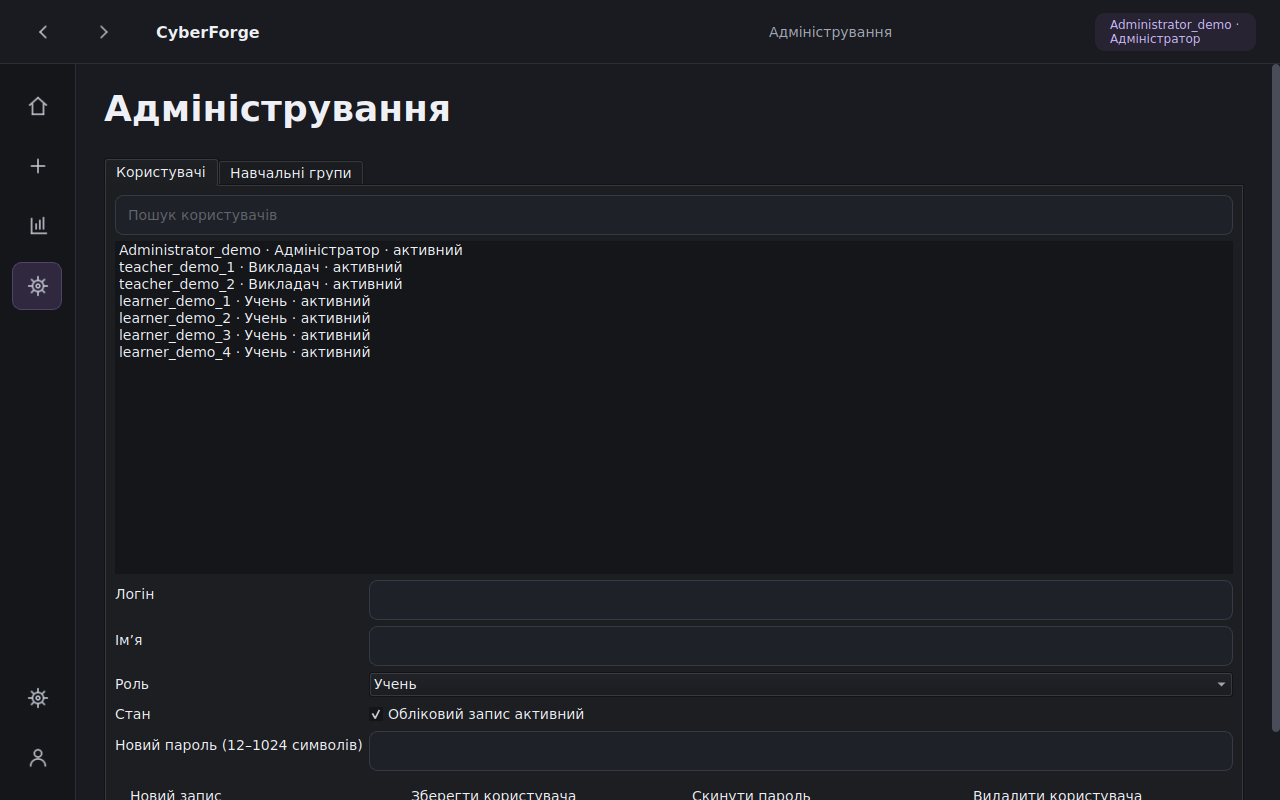 CyberForge
Адміністрування
Administrator_demo ·
Адміністратор
Адміністрування
Користувачі
Навчальні групи
Пошук користувачів
Administrator_demo · Адміністратор · активний
teacher_demo_1 · Викладач · активний
teacher_demo_2 · Викладач · активний
learner_demo_1 · Учень · активний
learner_demo_2 · Учень · активний
learner_demo_3 · Учень · активний
learner_demo_4 · Учень · активний
Логін
Ім’я
Роль
Учень
Стан
Обліковий запис активний
Новий пароль (12–1024 символів)
Новий запис
Зберегти користувача
Скинути пароль
Видалити користувача